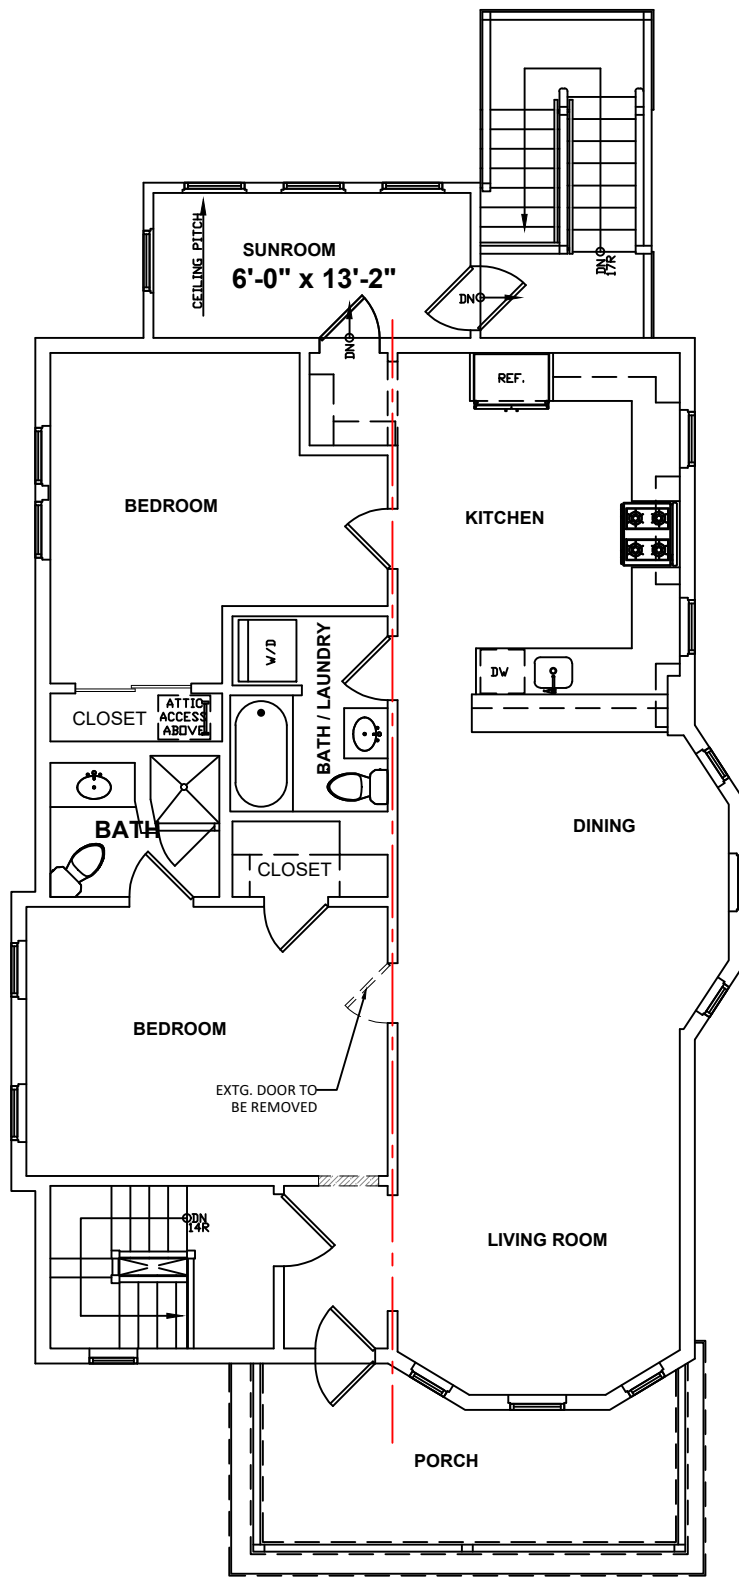 DN
17R
CEILING PITCH
SUNROOM
6'-0" x 13'-2"
DN
DN
REF.
BEDROOM
KITCHEN
W/D
BATH / LAUNDRY
DW
CLOSET
ATTIC
ACCESS
ABOVE
BATH
DINING
CLOSET
BEDROOM
EXTG. DOOR TO
BE REMOVED
DN
14R
LIVING ROOM
PORCH